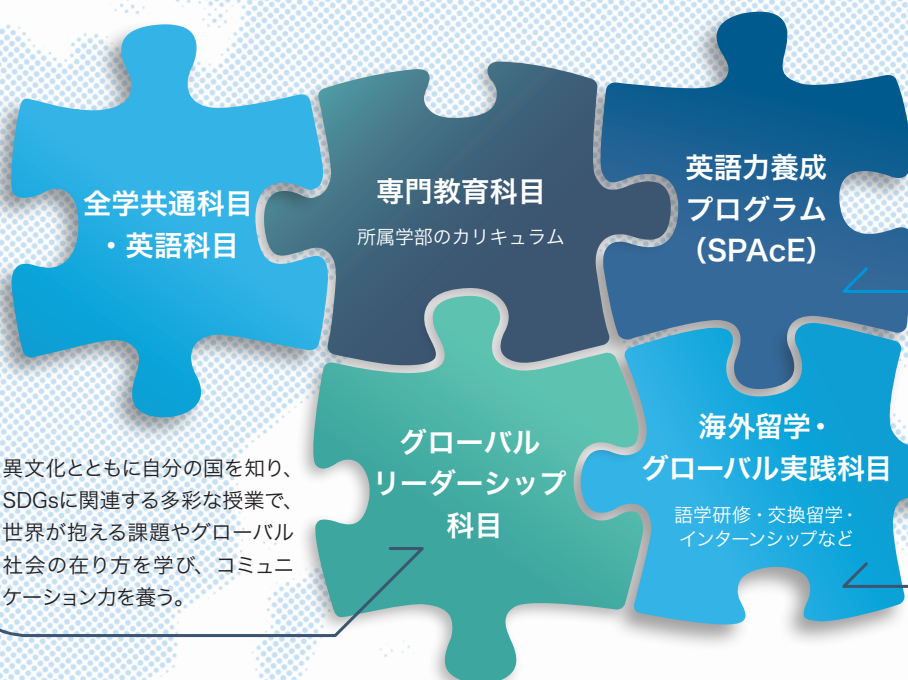 全学共通科目
・英語科目
専門教育科目
所属学部のカリキュラム
英語力養成
プログラム
（SPAcE）
グローバル
リーダーシップ
科目
海外留学・
グローバル実践科目
語学研修・交換留学・
インターンシップなど
異文化とともに自分の国を知り、
SDGsに関連する多彩な授業で、
世界が抱える課題やグローバル
社会の在り方を学び、コミュニ
ケーション力を養う。